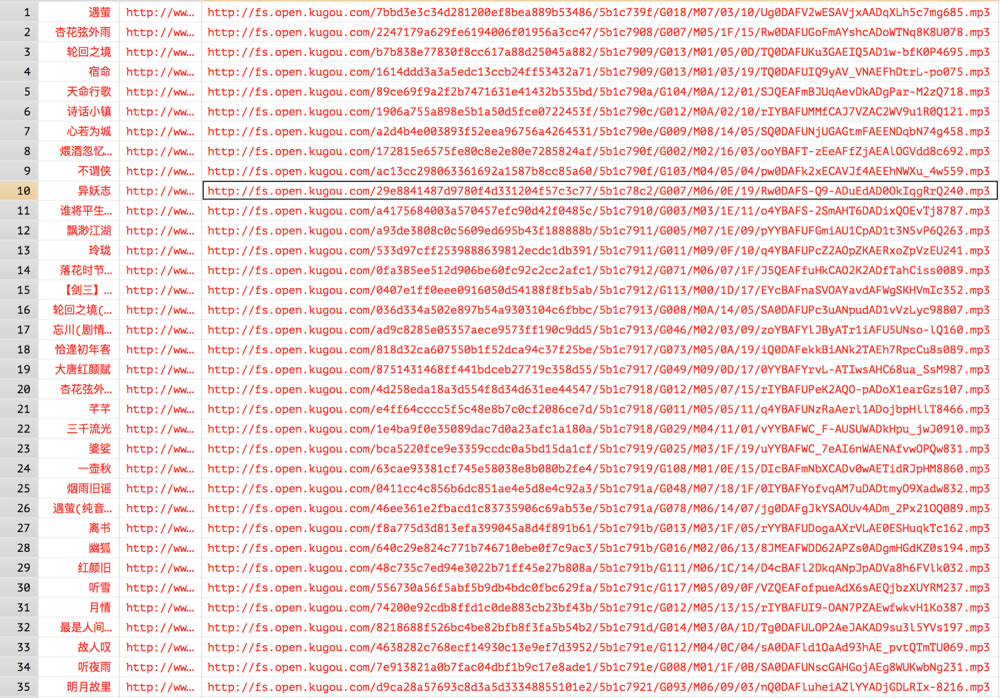 1 遇萤 http://ww... http://fs.open.kugou.com/7bbd3e3c34d281200ef8bea889b53486/5b1c739f/G018/M07/03/10/Ug0DAFV2wESAVjxAADqXLh5c7mg685.mp3
2 杏花弦外雨 http://ww... http://fs.open.kugou.com/2247179a629fe6194006f01956a3cc47/5b1c7908/G007/M05/1F/15/Rw0DAFUGoFmAYshcADoWTNq8K8U078.mp3
3 轮回之境 http://ww... http://fs.open.kugou.com/b7b838e77830f8cc617a88d25045a882/5b1c7909/G013/M01/05/0D/TQ0DAFUKu3GAEIQ5AD1w-bfK0P4695.mp3
4 宿命 http://ww... http://fs.open.kugou.com/1614ddd3a3a5edc13ccb24ff53432a71/5b1c7909/G013/M01/03/19/TQ0DAFUIQ9yAV_VNAEFhDtrL-po075.mp3
5 天命行歌 http://ww... http://fs.open.kugou.com/89ce69f9a2f2b7471631e41432b535bd/5b1c790a/G104/M0A/12/01/SJQEAFmBJUqAevDkADgPar-M2zQ718.mp3
6 诗话小镇 http://ww... http://fs.open.kugou.com/1906a755a898e5b1a50d5fce0722453f/5b1c790c/G012/M0A/02/10/rIYBAFUMMfCAJ7VZAC2WV9u1R0Q121.mp3
7 心若为城 http://ww... http://fs.open.kugou.com/a2d4b4e003893f52eea96756a4264531/5b1c790e/G009/M08/14/05/SQ0DAFUNjUGAGtmFAEENDqbN74g458.mp3
8 煨酒忽忆... http://ww... http://fs.open.kugou.com/172815e6575fe80c8e2e80e7285824af/5b1c790f/G002/M02/16/03/ooYBAFT-zEeAFfZjAEAlOGVdd8c692.mp3
9 不谓侠 http://ww... http://fs.open.kugou.com/ac13cc298063361692a1587b8cc85a60/5b1c790f/G103/M04/05/04/pw0DAFk2xECAVJf4AEEhNWXu_4w559.mp3
10 异妖志 http://ww... http://fs.open.kugou.com/29e8841487d9780f4d331204f57c3c77/5b1c78c2/G007/M06/0E/19/Rw0DAFS-Q9-ADuEdAD0OkIqgRrQ240.mp3
11 谁将平生... http://ww... http://fs.open.kugou.com/a4175684003a570457efc90d42f0485c/5b1c7910/G003/M03/1E/11/o4YBAFS-2SmAHT6DADixQOEvTj8787.mp3
12 飘渺江湖 http://ww... http://fs.open.kugou.com/a93de3808c0c5609ed695b43f188888b/5b1c7911/G005/M07/1E/09/pYYBAFUFGmiAU1CpAD1t3N5vP6Q263.mp3
13 玲珑 http://ww... http://fs.open.kugou.com/533d97cff2539888639812ecdc1db391/5b1c7911/G011/M09/0F/10/q4YBAFUPcZ2AOpZKAERxoZpVzEU241.mp3
14 落花时节... http://ww... http://fs.open.kugou.com/0fa385ee512d906be60fc92c2cc2afc1/5b1c7912/G071/M06/07/1F/J5QEAFfuHkCAO2K2ADfTahCiss0089.mp3
15 【剑三】... http://ww... http://fs.open.kugou.com/0407e1ff0eee0916050d54188f8fb5ab/5b1c7912/G113/M00/1D/17/EYcBAFnaSVOAYavdAFWgSKHVmIc352.mp3
16 轮回之境(... http://ww... http://fs.open.kugou.com/036d334a502e897b54a9304104c6fbbc/5b1c7913/G008/M0A/14/05/SA0DAFUPc3uANpudAD1vVzLyc98807.mp3
17 忘川(剧情... http://ww... http://fs.open.kugou.com/ad9c8285e05357aece9573ff190c9dd5/5b1c7913/G046/M02/03/09/zoYBAFYlJByATr1iAFU5UNso-lQ160.mp3
18 恰逢初年客 http://ww... http://fs.open.kugou.com/818d32ca607550b1f52dca94c37f25be/5b1c7917/G073/M05/0A/19/iQ0DAFekkBiANk2TAEh7RpcCu8s089.mp3
19 大唐红颜赋 http://ww... http://fs.open.kugou.com/8751431468ff441bdceb27719c358d55/5b1c7917/G049/M09/0D/17/0YYBAFYrvL-ATIwsAHC68ua_SsM987.mp3
20 杏花弦外... http://ww... http://fs.open.kugou.com/4d258eda18a3d554f8d34d631ee44547/5b1c7918/G012/M05/07/15/rIYBAFUPeK2AQO-pADoX1earGzs107.mp3
21 芊芊 http://ww... http://fs.open.kugou.com/e4ff64cccc5f5c48e8b7c0cf2086ce7d/5b1c7918/G011/M05/05/11/q4YBAFUNzRaAerl1ADojbpHllT8466.mp3
22 三千流光 http://ww... http://fs.open.kugou.com/1e4ba9f0e35089dac7d0a23afc1a180a/5b1c7918/G029/M04/11/01/vYYBAFWC_F-AUSUWADkHpu_jwJ0910.mp3
23 婆娑 http://ww... http://fs.open.kugou.com/bca5220fce9e3359ccdc0a5bd15da1cf/5b1c7919/G025/M03/1F/19/uYYBAFWC_7eAI6nWAENAfvwOPQw831.mp3
24 一壶秋 http://ww... http://fs.open.kugou.com/63cae93381cf745e58038e8b080b2fe4/5b1c7919/G108/M01/0E/15/DIcBAFmNbXCADv0wAETidRJpHM8860.mp3
25 烟雨旧谣 http://ww... http://fs.open.kugou.com/0411cc4c856b6dc851ae4e5d8e4c92a3/5b1c791a/G048/M07/18/1F/0IYBAFYofvqAM7uDADtmyO9Xadw832.mp3
26 遇萤(纯音... http://ww... http://fs.open.kugou.com/46ee361e2fbacd1c83735906c69ab53e/5b1c791a/G078/M06/14/07/jg0DAFgJkYSAOUv4ADm_2Px21OQ089.mp3
27 离书 http://ww... http://fs.open.kugou.com/f8a775d3d813efa399045a8d4f891b61/5b1c791b/G013/M03/1F/05/rYYBAFUDogaAXrVLAE0ESHuqkTc162.mp3
28 幽狐 http://ww... http://fs.open.kugou.com/640c29e824c771b746710ebe0f7c9ac3/5b1c791b/G016/M02/06/13/8JMEAFWDD62APZs0ADgmHGdKZ0s194.mp3
29 红颜旧 http://ww... http://fs.open.kugou.com/48c735c7ed94e3022b71ff45e27b808a/5b1c791b/G111/M06/1C/14/D4cBAFl2DkqANpJpADVa8h6FVlk032.mp3
30 听雪 http://ww... http://fs.open.kugou.com/556730a56f5abf5b9db4bdc0fbc629fa/5b1c791c/G117/M05/09/0F/VZQEAFofpueAdX6sAEQjbzXUYRM237.mp3
31 月情 http://ww... http://fs.open.kugou.com/74200e92cdb8ffd1c0de883cb23bf43b/5b1c791c/G012/M05/13/15/rIYBAFUI9-OAN7PZAEwfwkvH1Ko387.mp3
32 最是人间... http://ww... http://fs.open.kugou.com/8218688f526bc4be82bfb8f3fa5b54b2/5b1c791d/G014/M03/0A/1D/Tg0DAFULOP2AeJAKAD9su3l5YVs197.mp3
33 故人叹 http://ww... http://fs.open.kugou.com/4638282c768ecf14930c13e9ef7d3952/5b1c791e/G112/M04/0C/04/sA0DAFld1OaAd93hAE_pvtQTmTU069.mp3
34 听夜雨 http://ww... http://fs.open.kugou.com/7e913821a0b7fac04dbf1b9c17e8ade1/5b1c791e/G008/M01/1F/0B/SA0DAFUNscGAHGojAEg8WUKwbNg231.mp3
35 明月故里 http://ww... http://fs.open.kugou.com/d9ca28a57693c8d3a5d33348855101e2/5b1c7921/G093/M06/09/03/nQ0DAFluheiAZlYYADjGDLRIx-8216.mp3